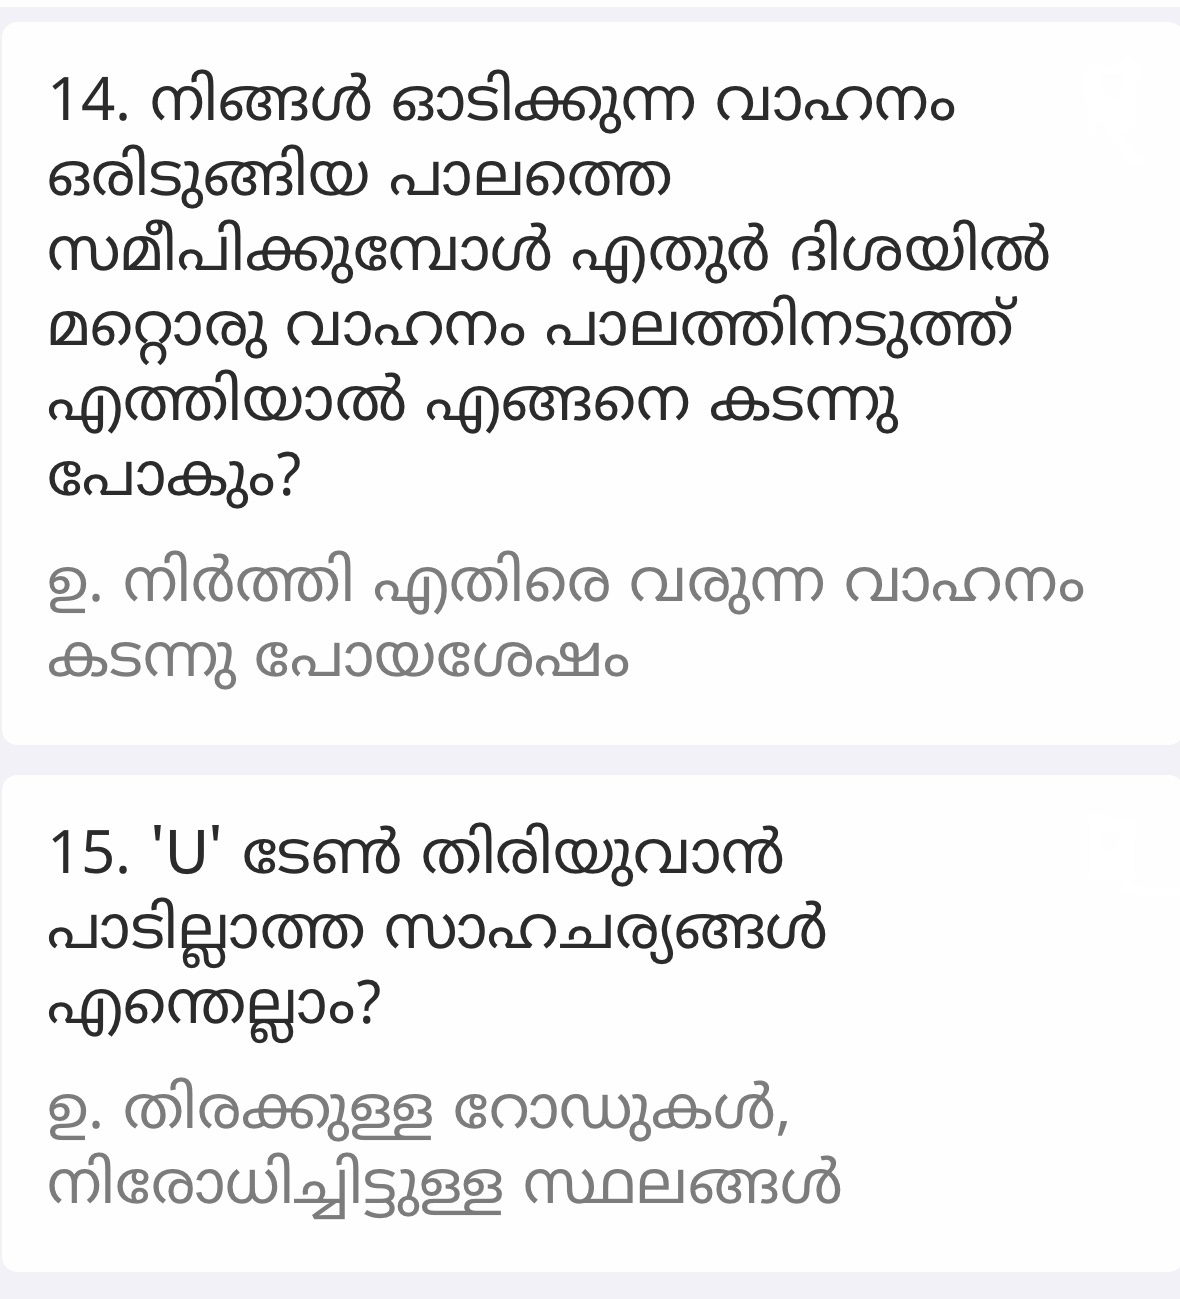 14. നിങ്ങൾ ഓടിക്കുന്ന വാഹനം
ഒരിടുങ്ങിയ പാലത്തെ
സമീപിക്കുമ്പോൾ എതുർ ദിശയിൽ
മറ്റൊരു വാഹനം പാലത്തിനടുത്ത്
എത്തിയാൽ എങ്ങനെ കടന്നു
പോകും?
ഉ. നിർത്തി എതിരെ വരുന്ന വാഹനം
കടന്നു പോയശേഷം
15. 'U' ടേൺ തിരിയുവാൻ
പാടില്ലാത്ത സാഹചര്യങ്ങൾ
എന്തെല്ലാം?
ഉ. തിരക്കുള്ള റോഡുകൾ,
നിരോധിച്ചിട്ടുള്ള സ്ഥലങ്ങൾ